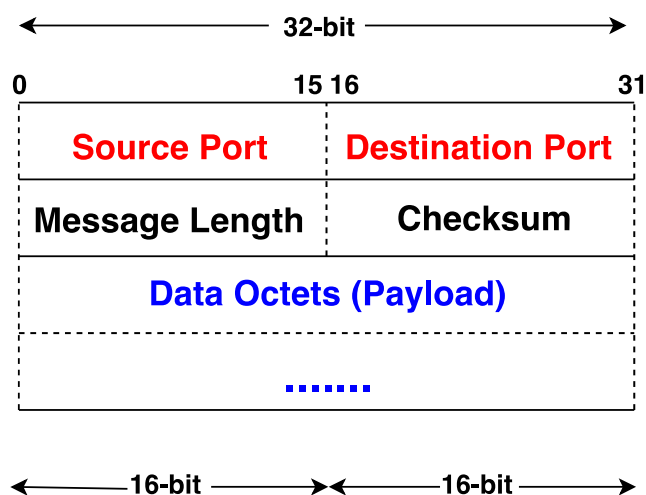 32-bit
0 15 16 31
Source Port Destination Port
Message Length Checksum
Data Octets (Payload)
.......
16-bit 16-bit